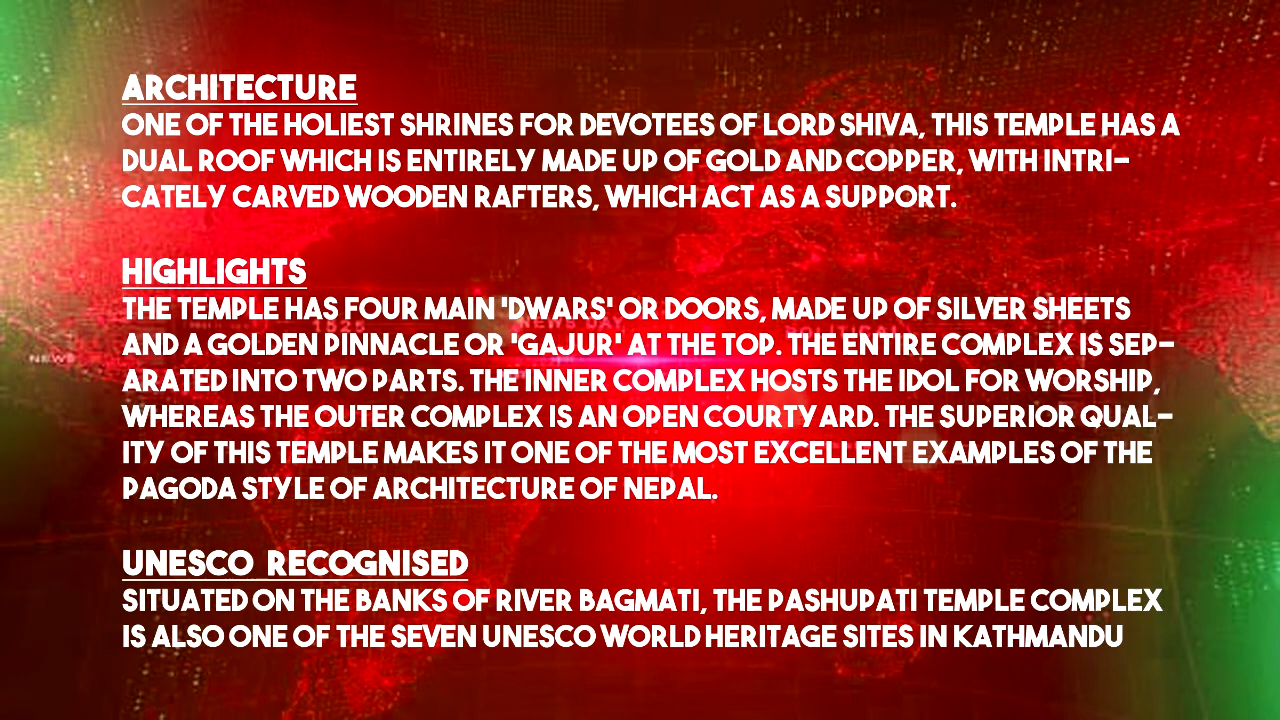 ARCHITECTURE
ONE OF THE HOLIEST SHRINES FOR DEVOTEES OF LORD SHIVA, THIS TEMPLE HAS A
DUAL ROOF WHICH IS ENTIRELY MADE UP OF GOLD AND COPPER, WITH INTRI-
CATELY CARVED WOODEN RAFTERS, WHICH ACT AS A SUPPORT.
HIGHLIGHTS
THE TEMPLE HAS FOUR MAIN 'DWARS' OR DOORS, MADE UP OF SILVER SHEETS
AND A GOLDEN PINNACLE OR 'GAJUR' AT THE TOP. THE ENTIRE COMPLEX IS SEP-
ARATED INTO TWO PARTS. THE INNER COMPLEX HOSTS THE IDOL FOR WORSHIP,
WHEREAS THE OUTER COMPLEX IS AN OPEN COURTYARD. THE SUPERIOR QUAL-
ITY OF THIS TEMPLE MAKES IT ONE OF THE MOST EXCELLENT EXAMPLES OF THE
PAGODA STYLE OF ARCHITECTURE OF NEPAL.
UNESCO RECOGNISED
SITUATED ON THE BANKS OF RIVER BAGMATI, THE PASHUPATI TEMPLE COMPLEX
IS ALSO ONE OF THE SEVEN UNESCO WORLD HERITAGE SITES IN KATHMANDU
NEWS